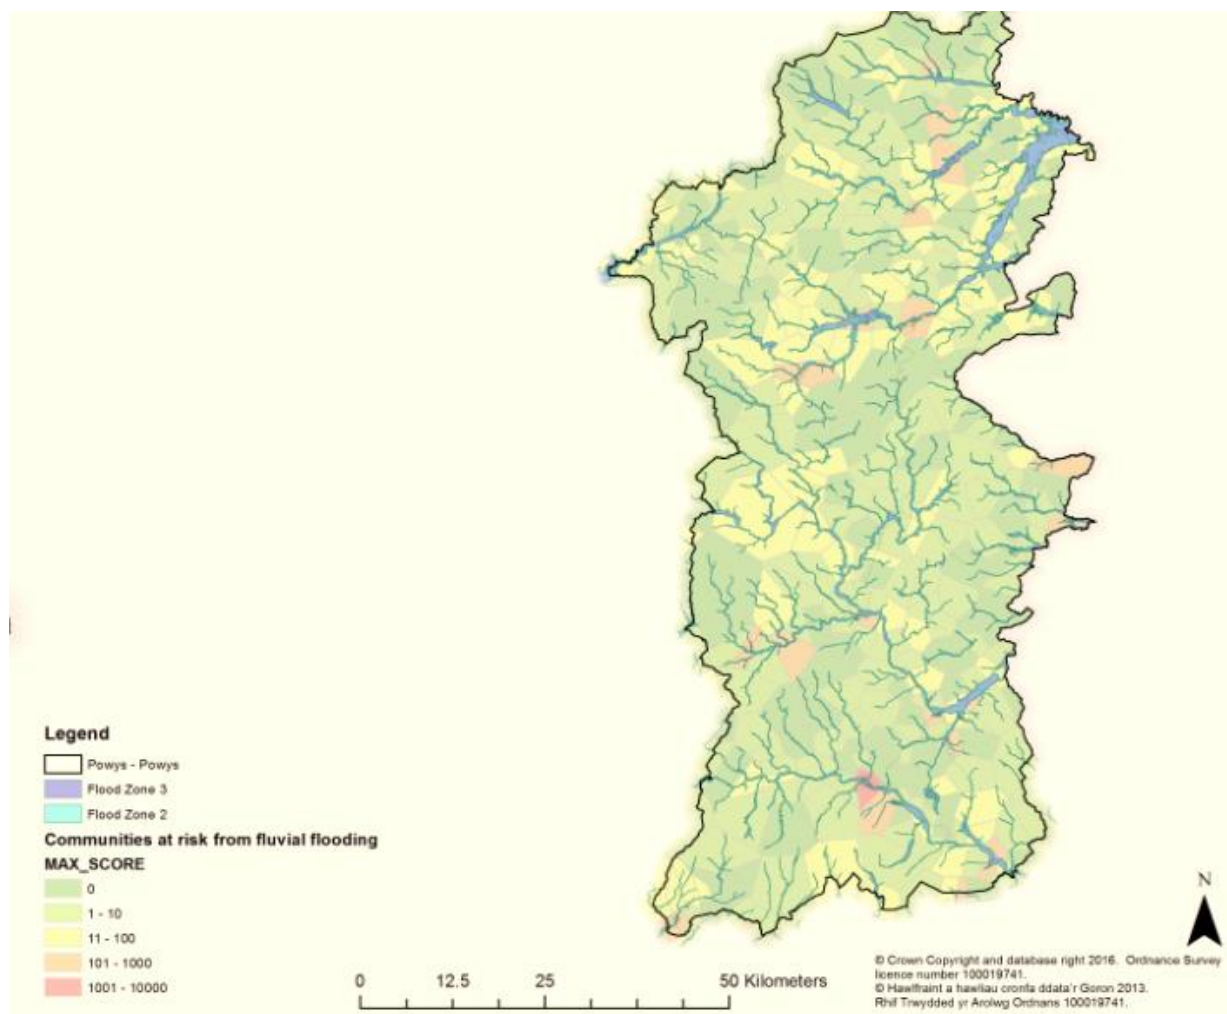 Legend
Powys - Powys
Flood Zone 3
Flood Zone 2
Communities at risk from fluvial flooding
MAX_SCORE
0
1 - 10
11 - 100
101 - 1000
1001 - 10000
0 12.5 25 50 Kilometers
N
© Crown Copyright and database right 2016. Ordnance Survey
licence number 100019741.
© Hawlfraint a hawliau cronfa ddata'r Goron 2013.
Rhif Trwydded yr Arolwg Ordnans 100019741.